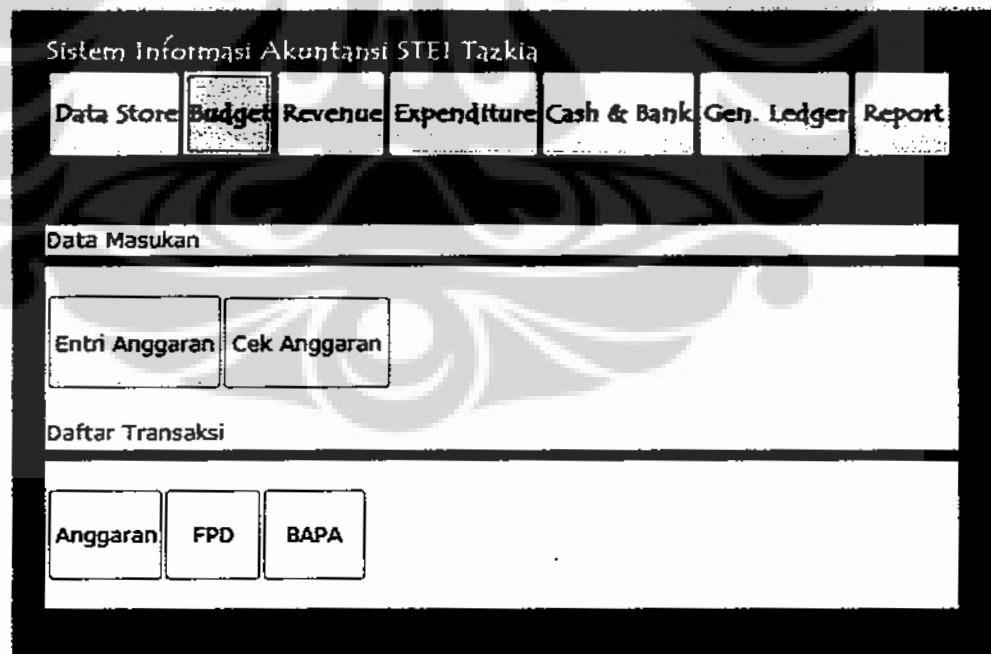 Sistem Informasi Akuntansi STEI Tazkia
Data Store Budget Revenue Expenditure Cash & Bank Gen. Ledger Report
Data Masukan
Entri Anggaran Cek Anggaran
Daftar Transaksi
Anggaran FPD BAPA